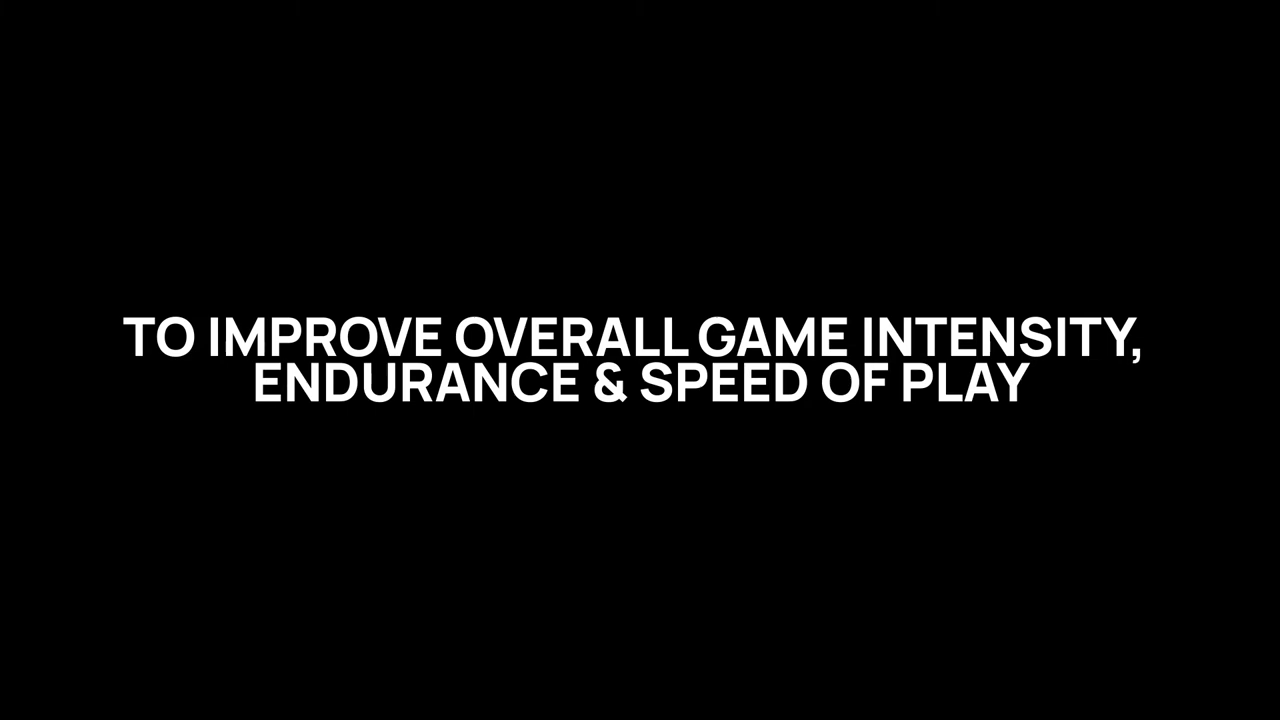 TO IMPROVE OVERALL GAME INTENSITY,
ENDURANCE & SPEED OF PLAY